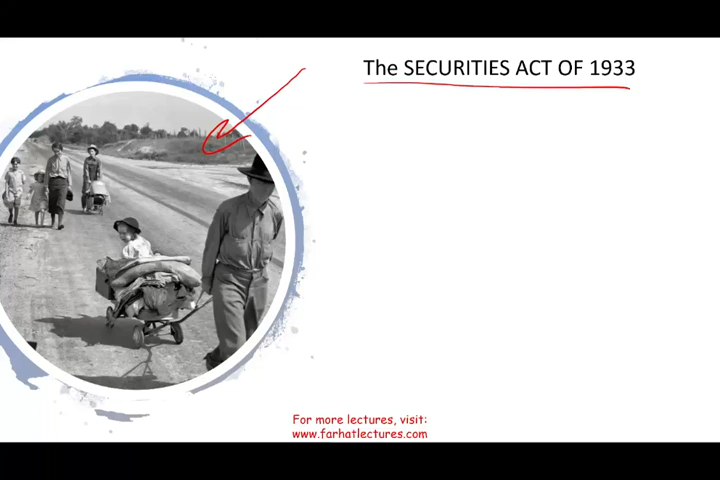 The SECURITIES ACT OF 1933
For more lectures, visit:
www.farhatlectures.com